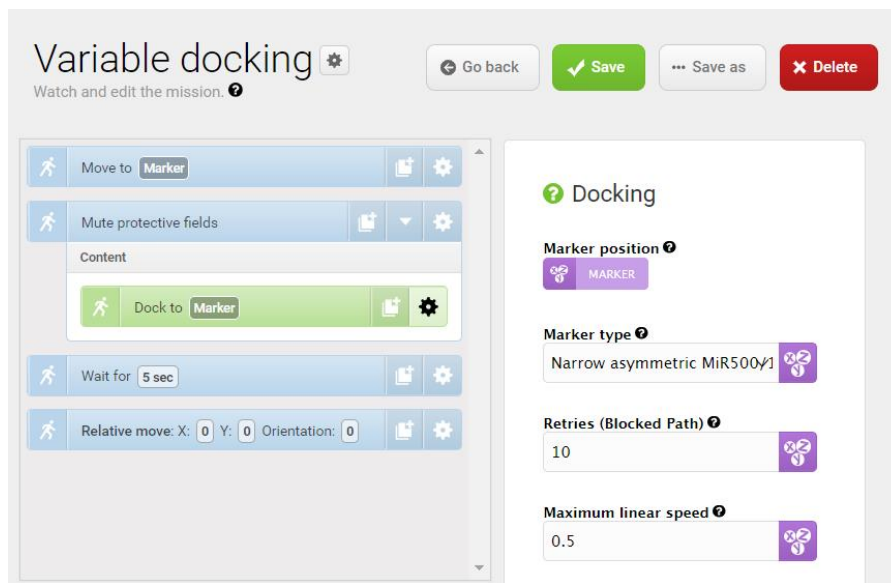 Variable docking
Go back
Save
Save as
Delete
Watch and edit the mission.
Move to Marker
Mute protective fields
Content
Dock to Marker
Wait for 5 sec
Relative move: X: 0 Y: 0 Orientation: 0
Docking
Marker position
MARKER
Marker type
Narrow asymmetric MiR500/1
Retries (Blocked Path)
10
Maximum linear speed
0.5